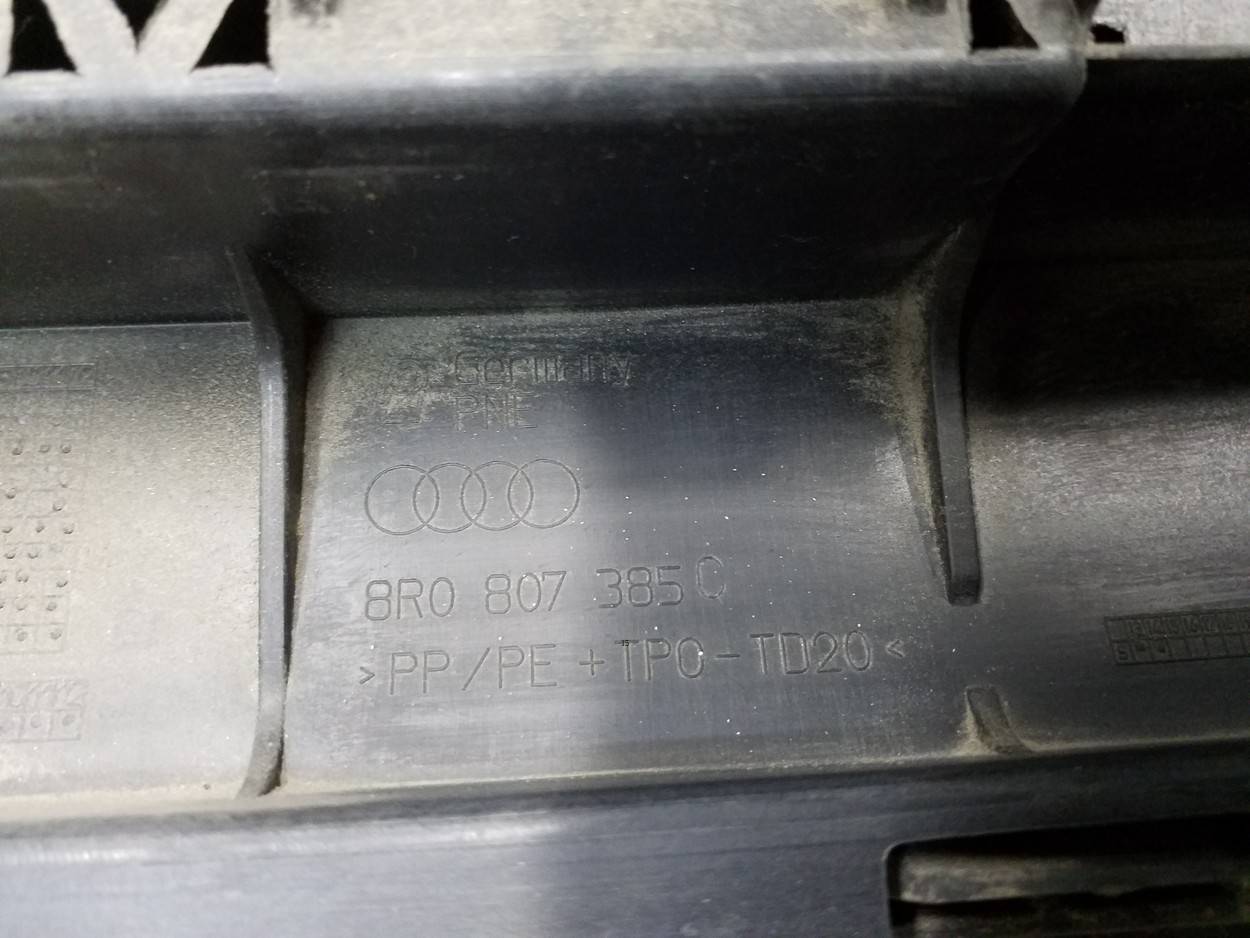 Germany
PNE
8R0 807 385 C
>PP/PE+TPO-TD20<